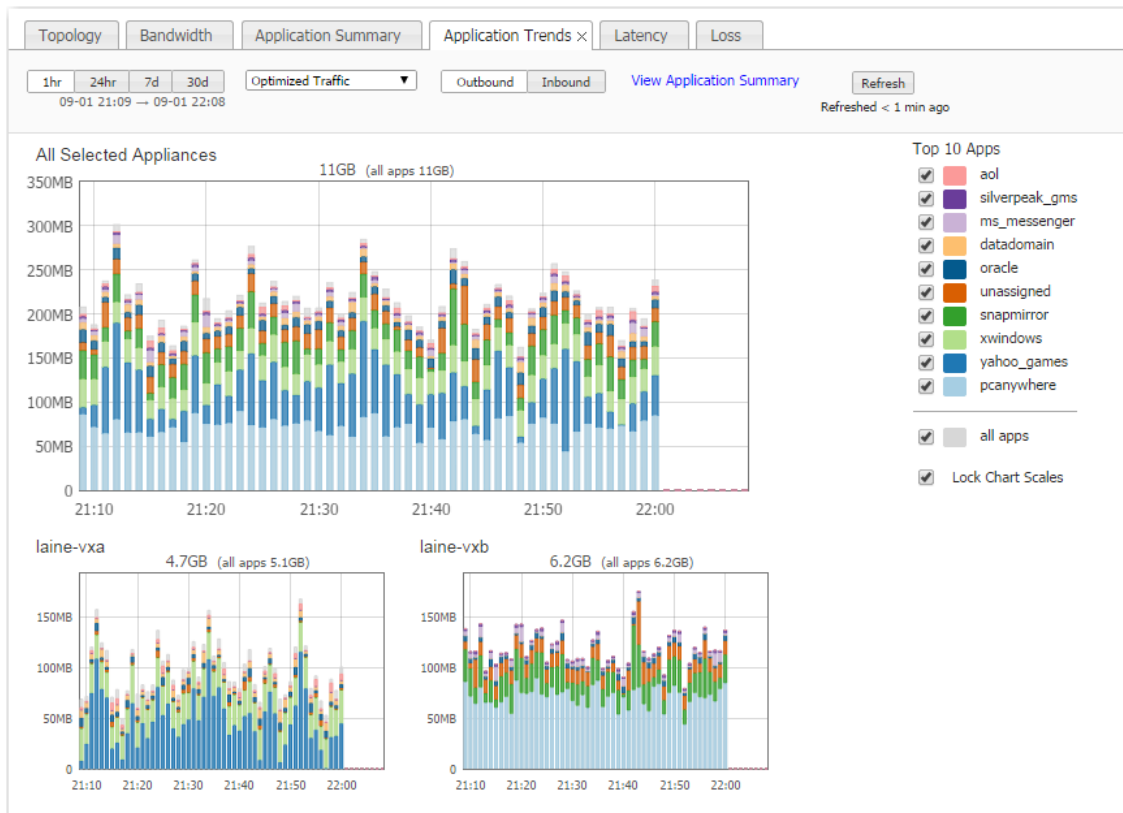 Topology Bandwidth Application Summary Application Trends × Latency Loss
1hr 24hr 7d 30d Optimized Traffic ▼ Outbound Inbound View Application Summary Refresh
09-01 21:09 → 09-01 22:08 Refreshed < 1 min ago
All Selected Appliances
11GB (all apps 11GB)
350MB
300MB
250MB
200MB
150MB
100MB
50MB
0
21:10 21:20 21:30 21:40 21:50 22:00
Top 10 Apps
aol
silverpeak_gms
ms_messenger
datadomain
oracle
unassigned
snapmirror
xwindows
yahoo_games
pcanywhere
all apps
Lock Chart Scales
laine-vxa
4.7GB (all apps 5.1GB)
150MB
100MB
50MB
0
21:10 21:20 21:30 21:40 21:50 22:00
laine-vxb
6.2GB (all apps 6.2GB)
150MB
100MB
50MB
0
21:10 21:20 21:30 21:40 21:50 22:00